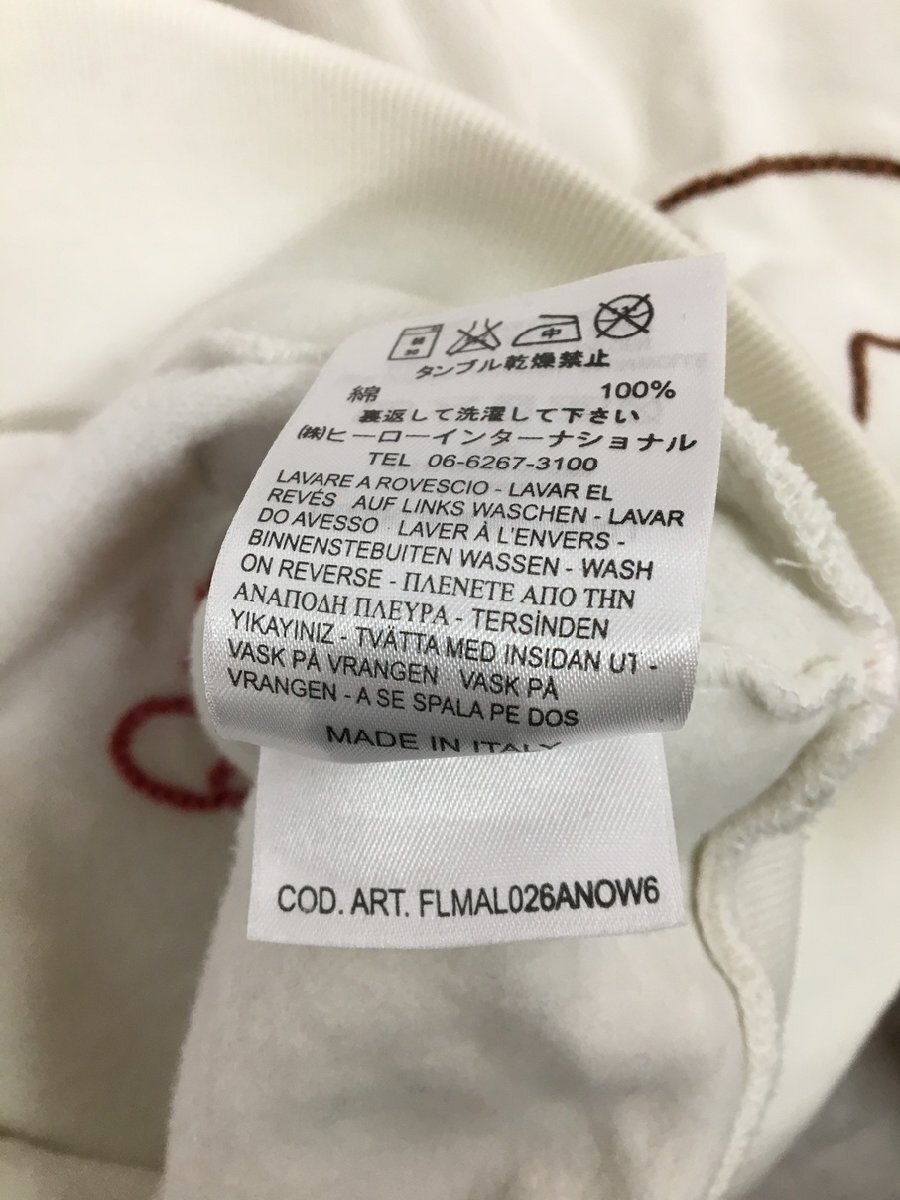 タンブル乾燥禁止
綿 100%
裏返して洗濯して下さい
㈱ヒーローインターナショナル
TEL 06-6267-3100
LAVARE A ROVESCIO - LAVAR EL
REVÉS AUF LINKS WASCHEN - LAVAR
DO AVESSO LAVER À L'ENVERS -
BINNENSTEBUITEN WASSEN - WASH
ON REVERSE - ΠΛΕΝΕΤΕ ΑΠΟ ΤΗΝ
ΑΝΑΠΟΔΗ ΠΛΕΥΡΑ - TERSİNDEN
YIKAYINIZ - TVÄTTA MED INSIDAN UT -
VASK PÅ VRANGEN VASK PÅ
VRANGEN - A SE SPALA PE DOS
MADE IN ITALY
COD. ART. FLMAL026ANOW6